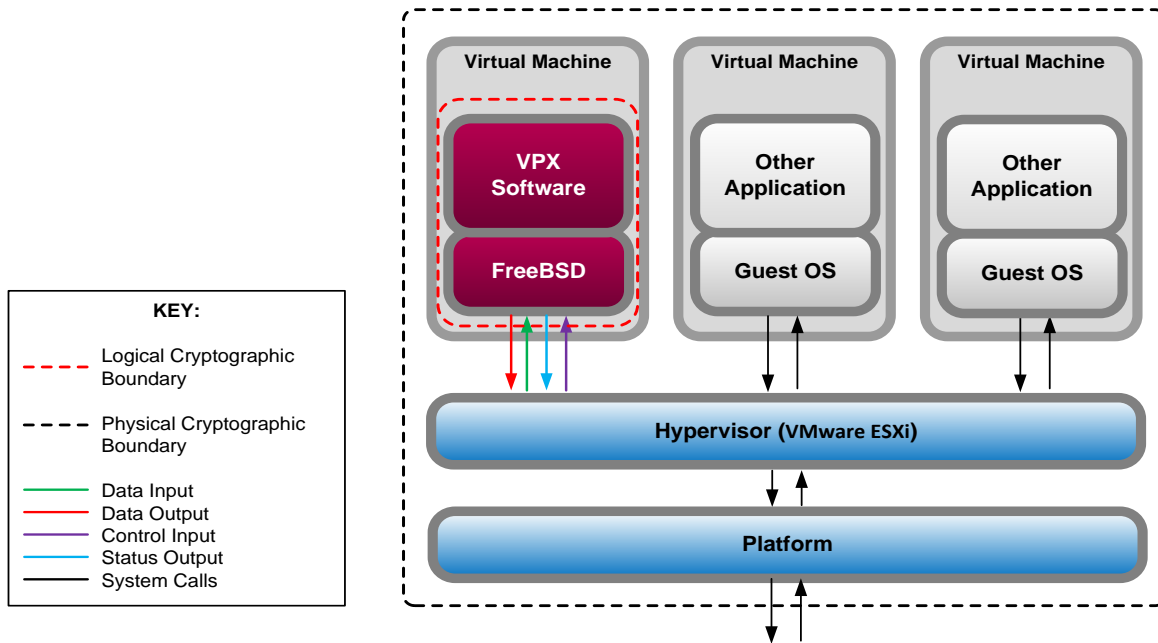 Virtual Machine
Virtual Machine
Virtual Machine
VPX
Software
Other
Application
Other
Application
FreeBSD
Guest OS
Guest OS
KEY:
Logical Cryptographic
Boundary
Physical Cryptographic
Boundary
Data Input
Data Output
Control Input
Status Output
System Calls
Hypervisor (VMware ESXi)
Platform